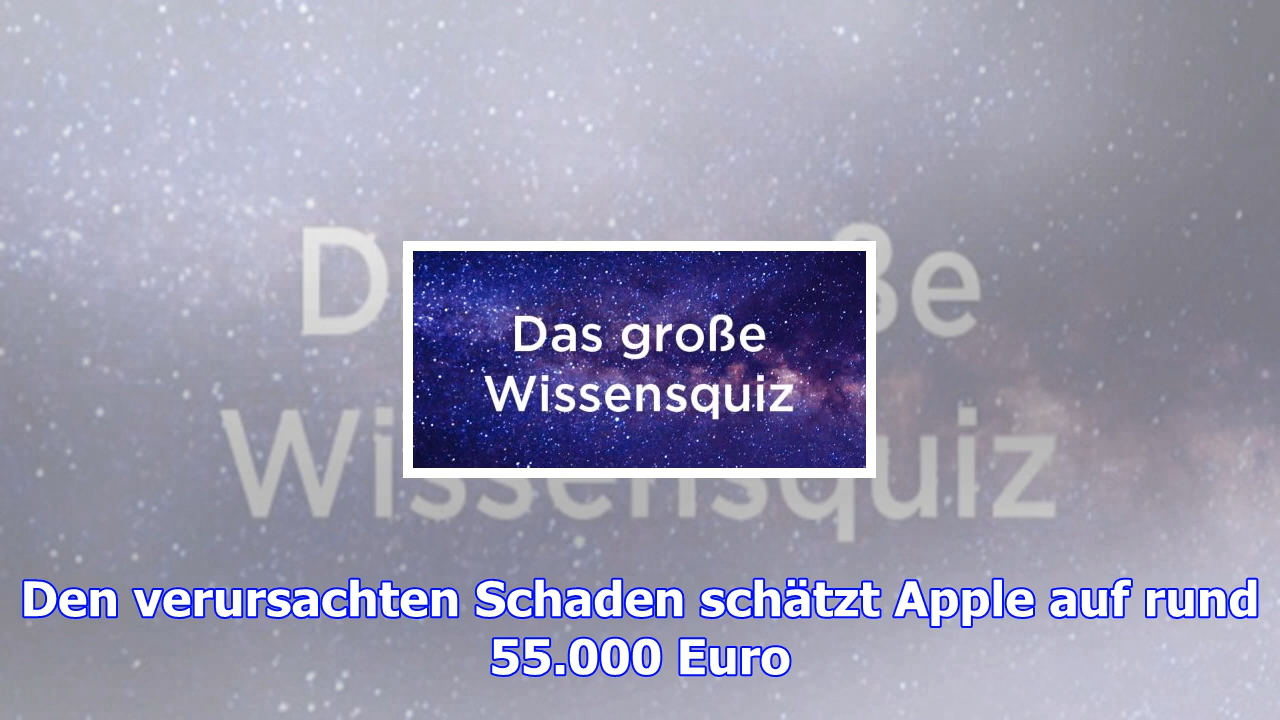 Das große
Wissensquiz
Den verursachten Schaden schätzt Apple auf rund
55.000 Euro